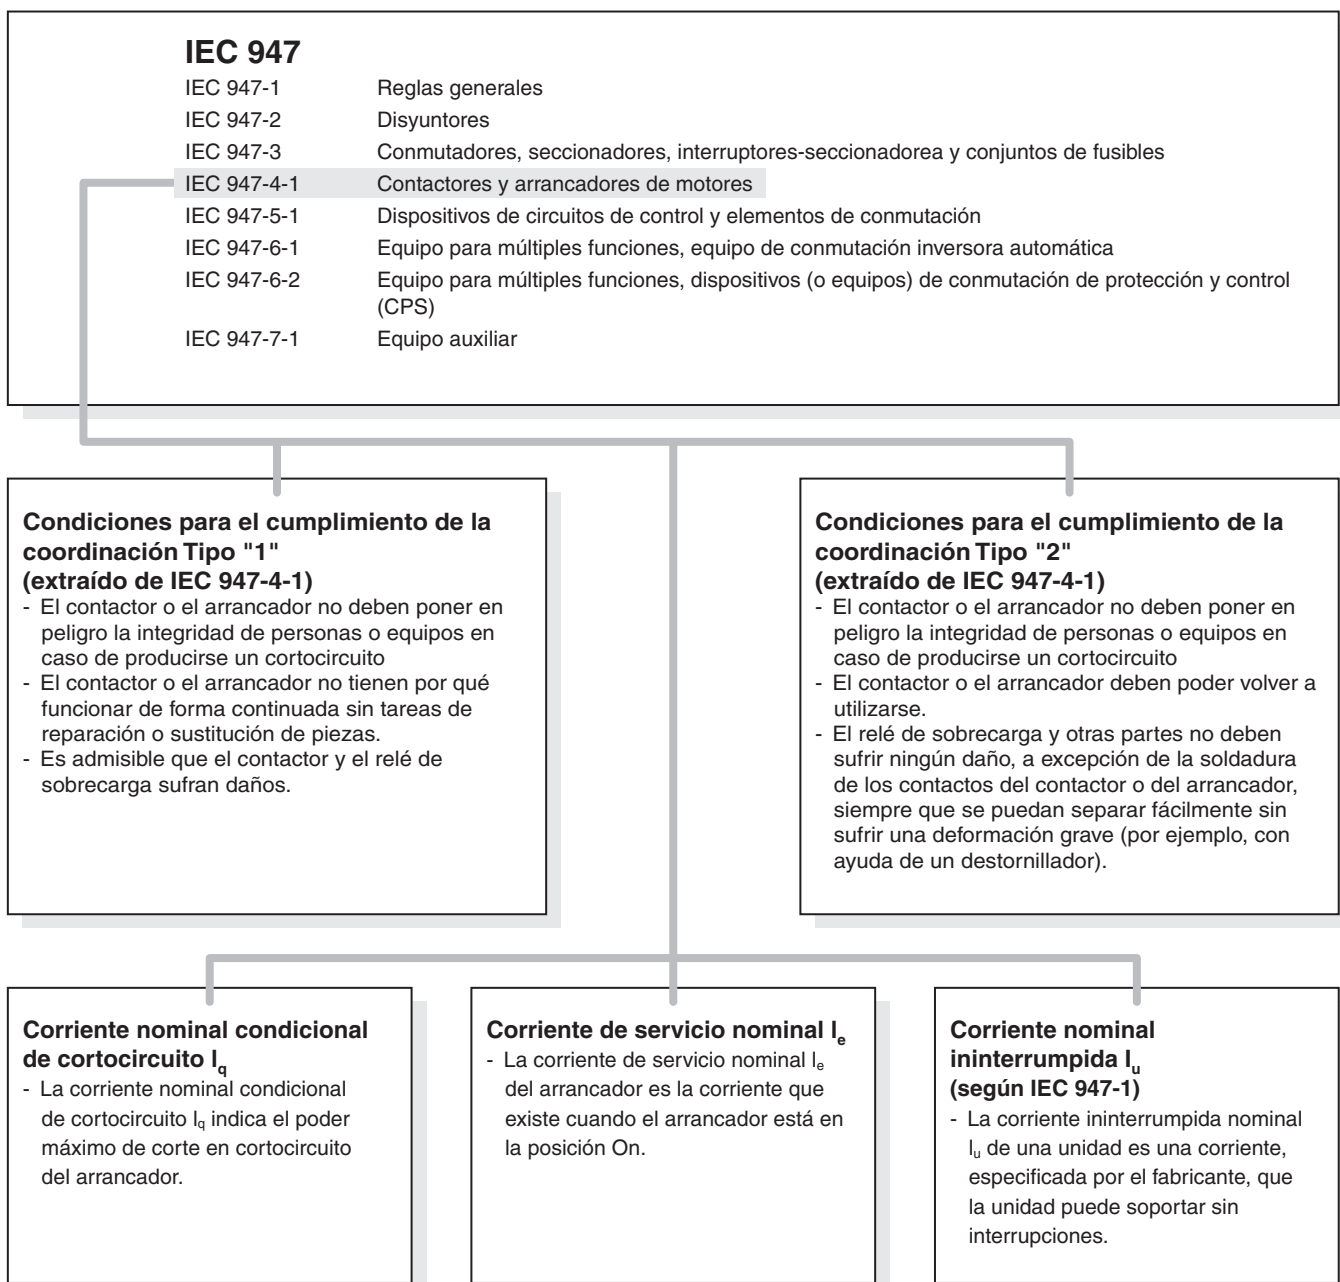 IEC 947
IEC 947-1 Reglas generales
IEC 947-2 Disyuntores
IEC 947-3 Conmutadores, seccionadores, interruptores-seccionadorea y conjuntos de fusibles
IEC 947-4-1 Contactores y arrancadores de motores
IEC 947-5-1 Dispositivos de circuitos de control y elementos de conmutación
IEC 947-6-1 Equipo para múltiples funciones, equipo de conmutación inversora automática
IEC 947-6-2 Equipo para múltiples funciones, dispositivos (o equipos) de conmutación de protección y control
(CPS)
IEC 947-7-1 Equipo auxiliar
Condiciones para el cumplimiento de la
coordinación Tipo "1"
(extraído de IEC 947-4-1)
- El contactor o el arrancador no deben poner en
peligro la integridad de personas o equipos en
caso de producirse un cortocircuito
- El contactor o el arrancador no tienen por qué
funcionar de forma continuada sin tareas de
reparación o sustitución de piezas.
- Es admisible que el contactor y el relé de
sobrecarga sufran daños.
Condiciones para el cumplimiento de la
coordinación Tipo "2"
(extraído de IEC 947-4-1)
- El contactor o el arrancador no deben poner en
peligro la integridad de personas o equipos en
caso de producirse un cortocircuito
- El contactor o el arrancador deben poder volver a
utilizarse.
- El relé de sobrecarga y otras partes no deben
sufrir ningún daño, a excepción de la soldadura
de los contactos del contactor o del arrancador,
siempre que se puedan separar fácilmente sin
sufrir una deformación grave (por ejemplo, con
ayuda de un destornillador).
Corriente nominal condicional
de cortocircuito Iq
- La corriente nominal condicional
de cortocircuito Iq indica el poder
máximo de corte en cortocircuito
del arrancador.
Corriente de servicio nominal Ie
- La corriente de servicio nominal Ie
del arrancador es la corriente que
existe cuando el arrancador está en
la posición On.
Corriente nominal
ininterrumpida Iu
(según IEC 947-1)
- La corriente ininterrumpida nominal
Iu de una unidad es una corriente,
especificada por el fabricante, que
la unidad puede soportar sin
interrupciones.